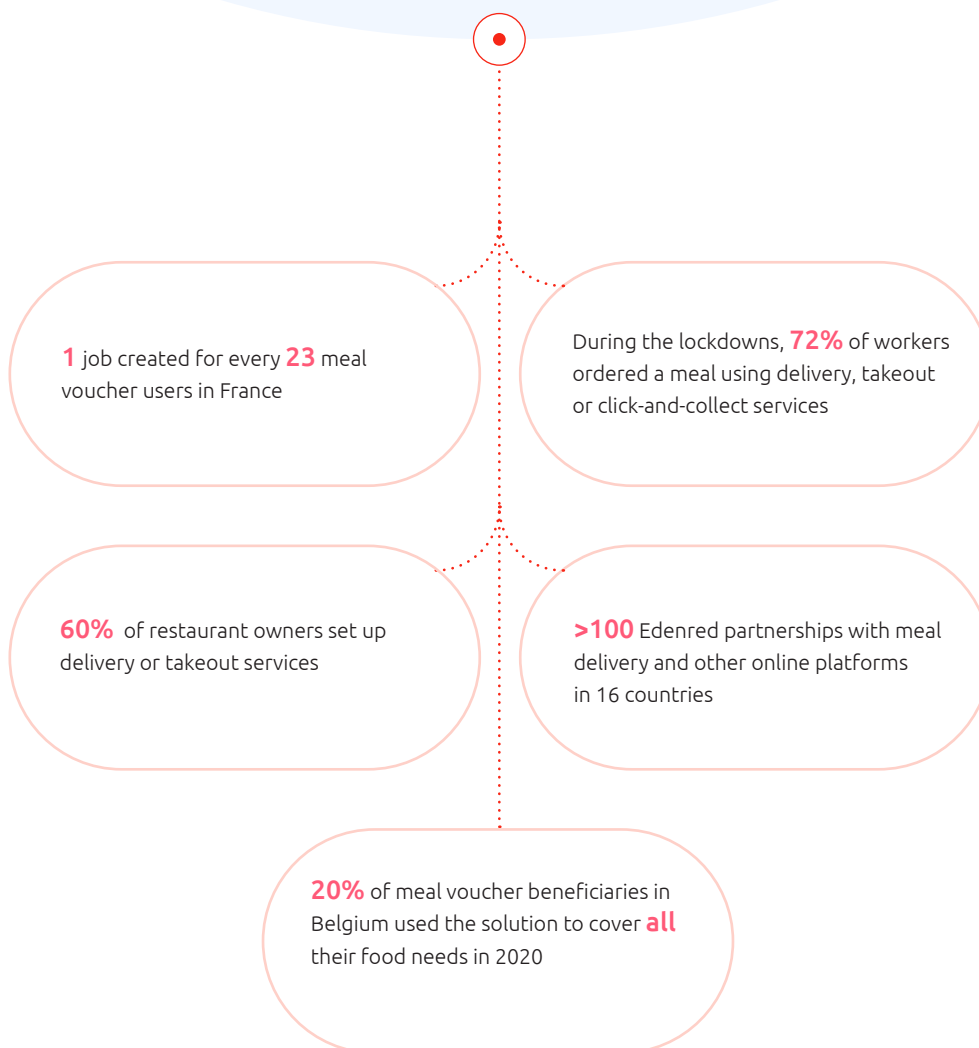 1 job created for every 23 meal
voucher users in France
During the lockdowns, 72% of workers
ordered a meal using delivery, takeout
or click-and-collect services
60% of restaurant owners set up
delivery or takeout services
>100 Edenred partnerships with meal
delivery and other online platforms
in 16 countries
20% of meal voucher beneficiaries in
Belgium used the solution to cover all
their food needs in 2020